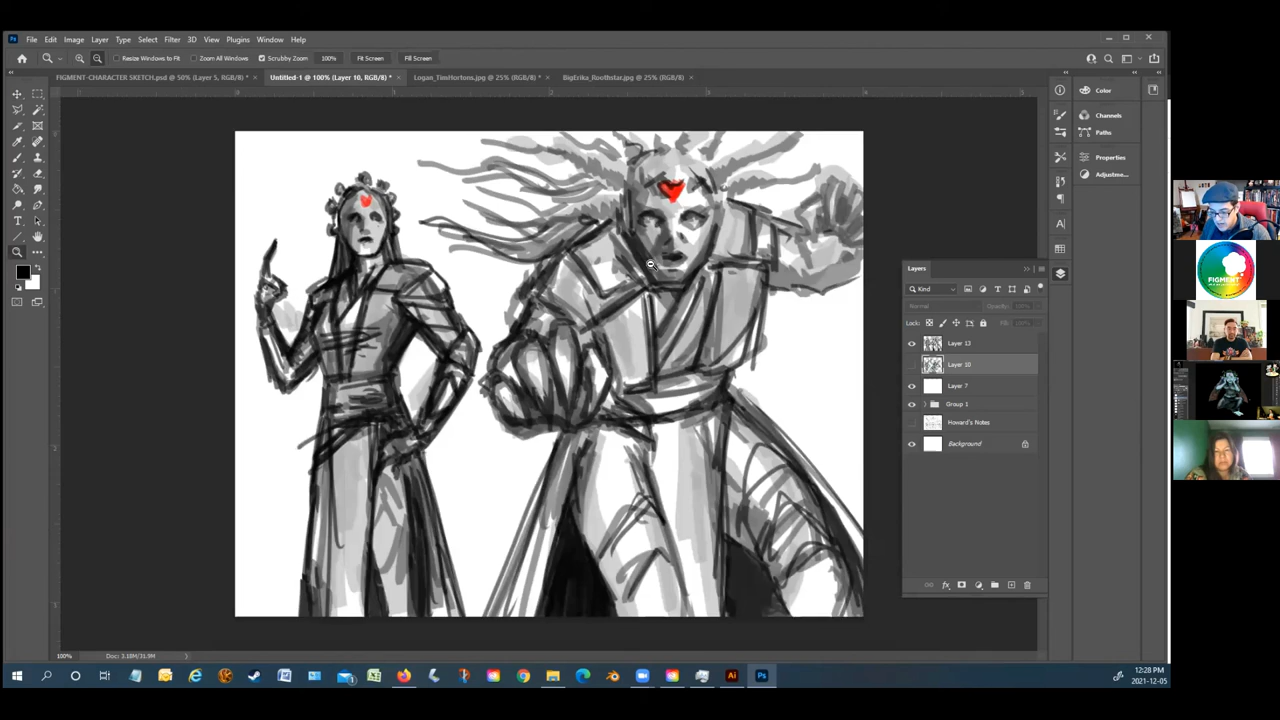 Ps File Edit Image Layer Type Select Filter 3D View Plugins Window Help
Resize Windows to Fit Zoom All Windows Scrubby Zoom 100% Fit Screen Fill Screen
FIGMENT-CHARACTER SKETCH.psd @ 50% (Layer 5, RGB/8) * × Untitled-1 @ 100% (Layer 10, RGB/8) * × Logan_TimHortons.jpg @ 25% (RGB/8) * × BigErika_Rootstar.jpg @ 25% (RGB/8) ×
Color
Channels
Paths
Properties
Adjustme...
Layers
Kind
Normal Opacity: 100%
Lock: Fill: 100%
Layer 13
Layer 10
Layer 7
Group 1
Howard's Notes
Background
FIGMENT
100% Doc: 3.18M/31.9M
12:28 PM
2021-12-05